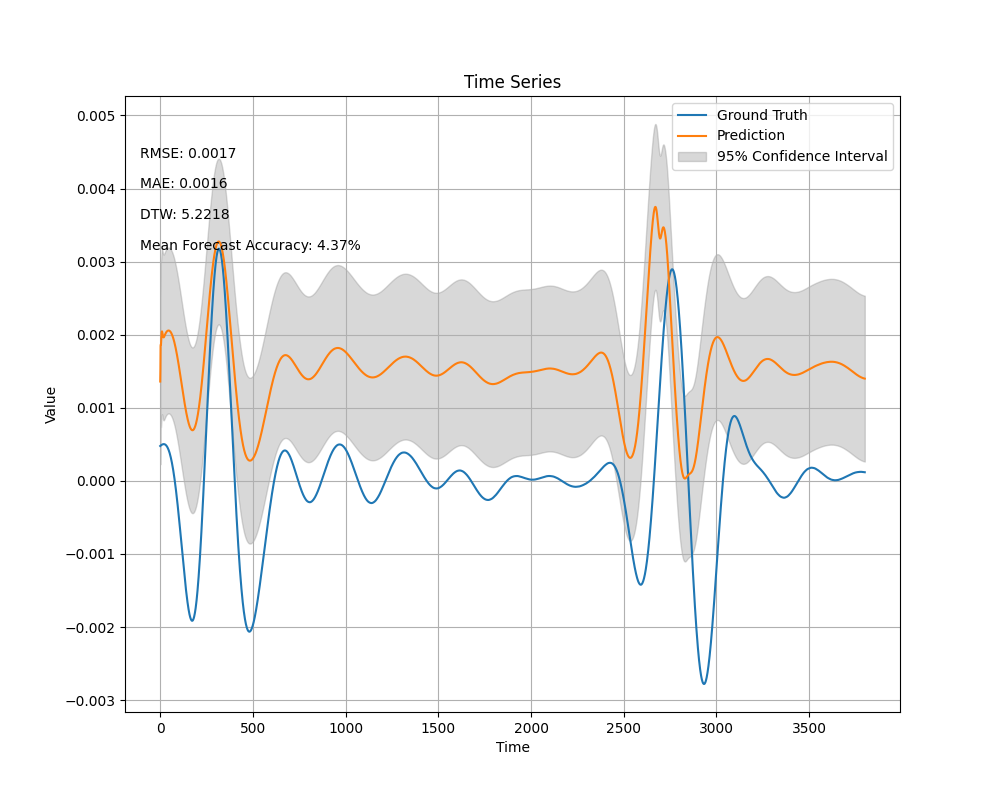 Time Series
Ground Truth
Prediction
95% Confidence Interval
RMSE: 0.0017
MAE: 0.0016
DTW: 5.2218
Mean Forecast Accuracy: 4.37%
Value
0.005
0.004
0.003
0.002
0.001
0.000
−0.001
−0.002
−0.003
0 500 1000 1500 2000 2500 3000 3500
Time